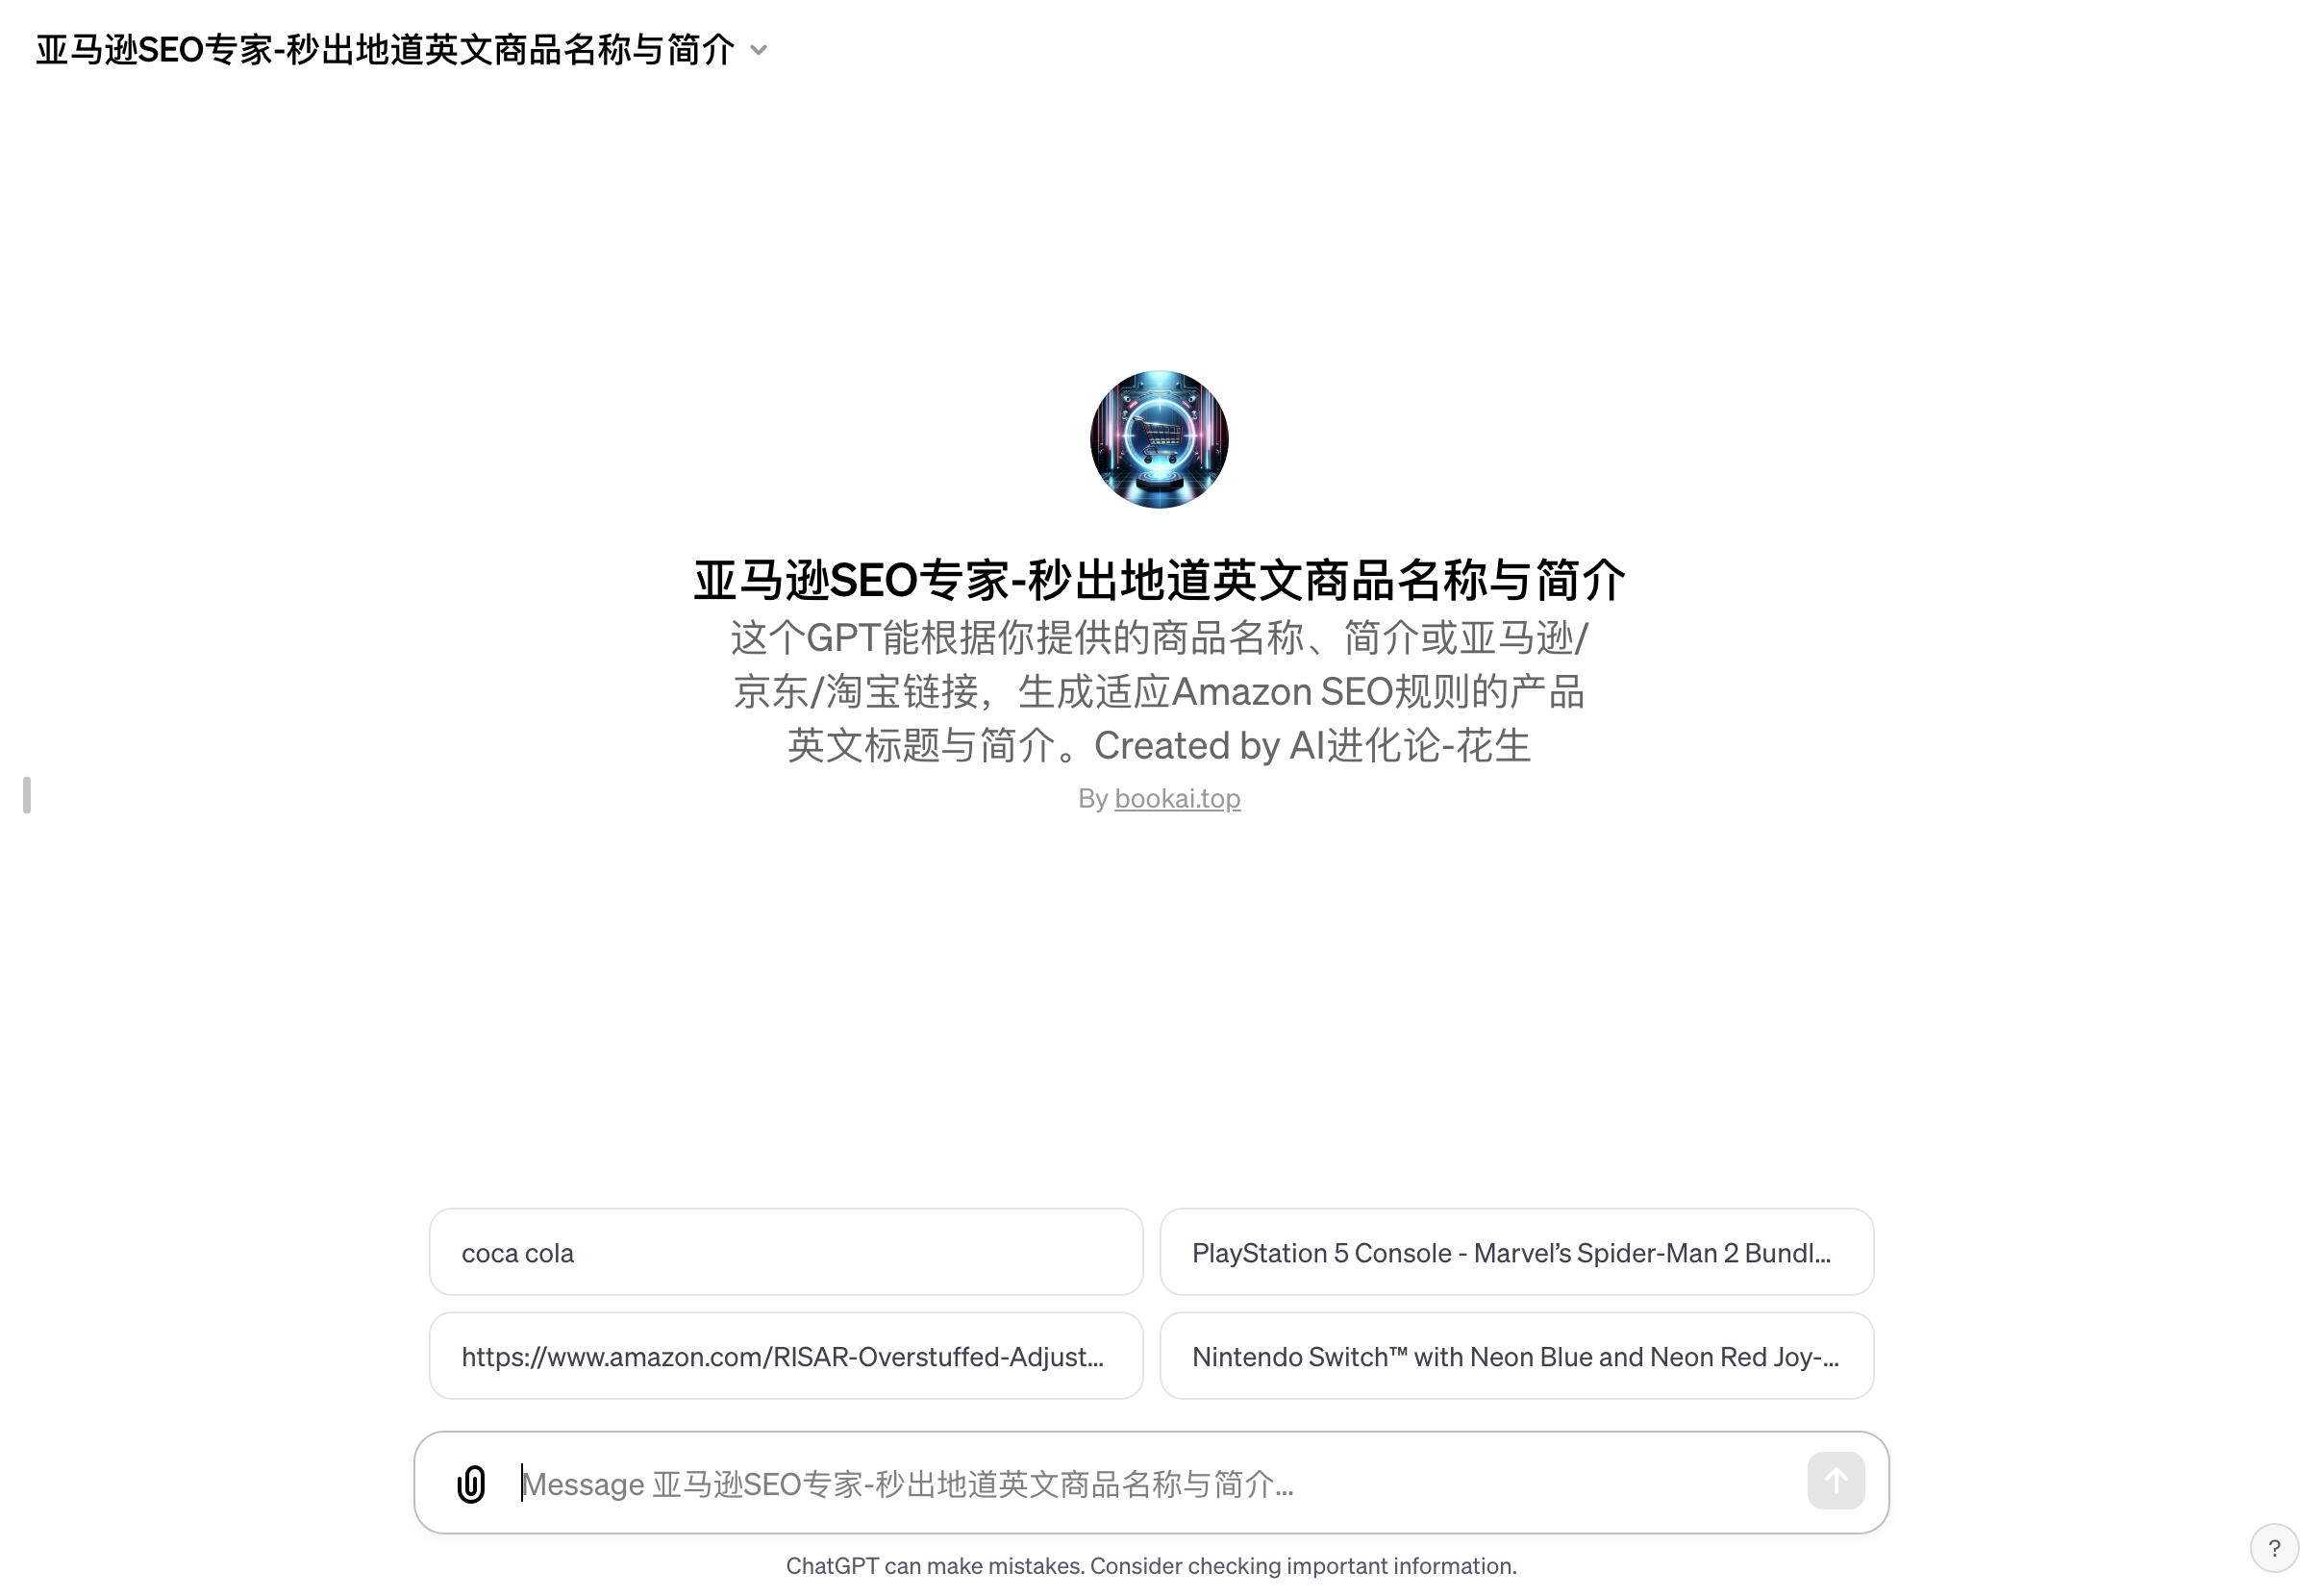 亚马逊SEO专家-秒出地道英文商品名称与简介
亚马逊SEO专家-秒出地道英文商品名称与简介
这个GPT能根据你提供的商品名称、简介或亚马逊/
京东/淘宝链接，生成适应Amazon SEO规则的产品
英文标题与简介。Created by AI进化论-花生
By bookai.top
coca cola
PlayStation 5 Console - Marvel’s Spider-Man 2 Bundl...
https://www.amazon.com/RISAR-Overstuffed-Adjust...
Nintendo Switch™ with Neon Blue and Neon Red Joy-...
Message 亚马逊SEO专家-秒出地道英文商品名称与简介...
ChatGPT can make mistakes. Consider checking important information.
?